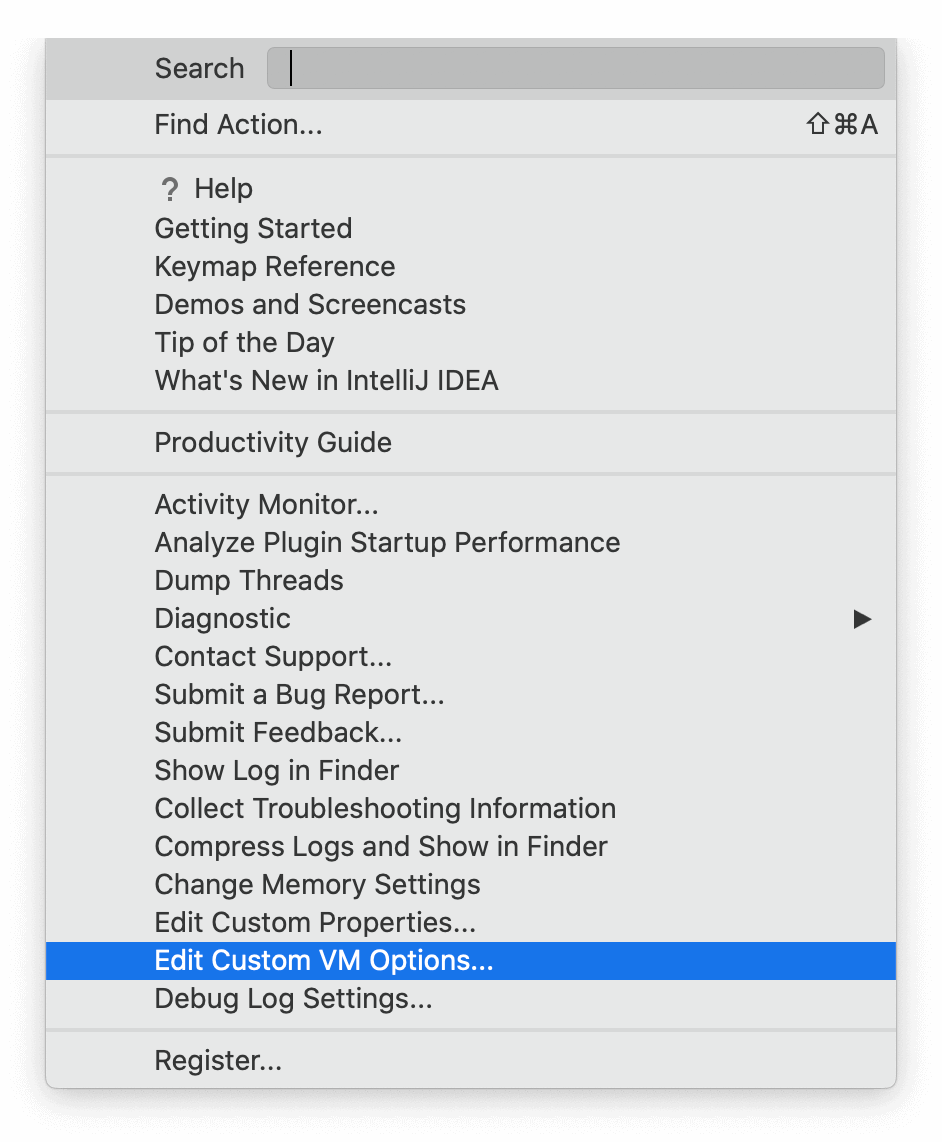 Search
Find Action... ⇧⌘A
? Help
Getting Started
Keymap Reference
Demos and Screencasts
Tip of the Day
What's New in IntelliJ IDEA
Productivity Guide
Activity Monitor...
Analyze Plugin Startup Performance
Dump Threads
Diagnostic
Contact Support...
Submit a Bug Report...
Submit Feedback...
Show Log in Finder
Collect Troubleshooting Information
Compress Logs and Show in Finder
Change Memory Settings
Edit Custom Properties...
Edit Custom VM Options...
Debug Log Settings...
Register...